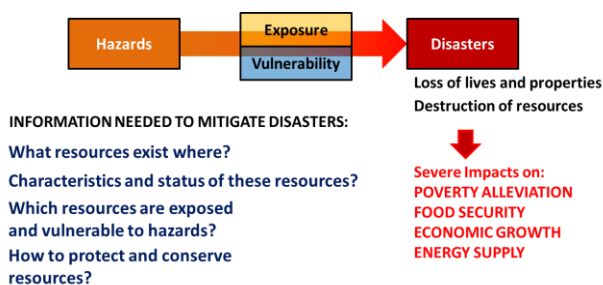 Hazards
Exposure
Vulnerability
Disasters
Loss of lives and properties
Destruction of resources
INFORMATION NEEDED TO MITIGATE DISASTERS:
What resources exist where?
Characteristics and status of these resources?
Which resources are exposed
and vulnerable to hazards?
How to protect and conserve
resources?
Severe Impacts on:
POVERTY ALLEVIATION
FOOD SECURITY
ECONOMIC GROWTH
ENERGY SUPPLY